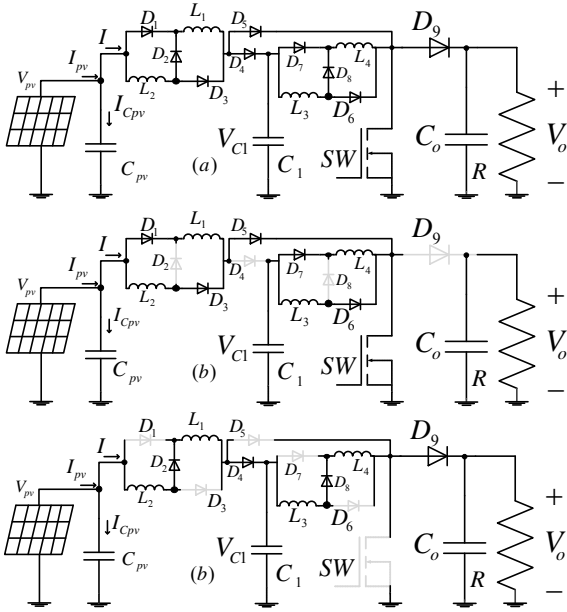 D1 L1 D5 D9
I D2 D4 D7 L4
Ipv L2 D3 D8
Vpv ICpv L3 D6
Cpv (a) VC1 C1 SW Co R Vo + −
D1 L1 D5 D9
I D2 D4 D7 L4
Ipv L2 D3 D8
Vpv ICpv L3 D6
Cpv (b) VC1 C1 SW Co R Vo + −
D1 L1 D5 D9
I D2 D4 D7 L4
Ipv L2 D3 D8
Vpv ICpv L3 D6
Cpv (b) VC1 C1 SW Co R Vo + −